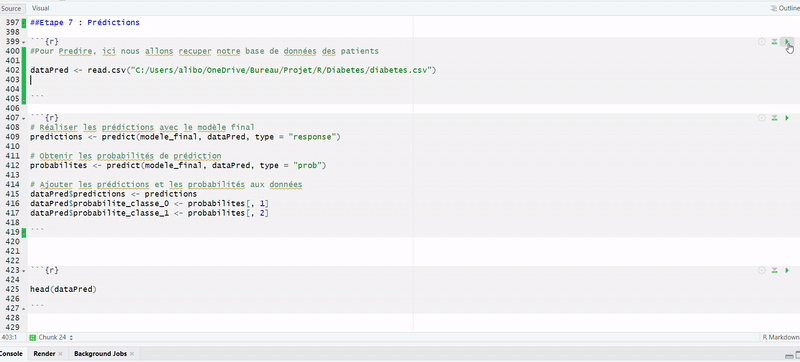 Source Visual Outline
397 ##Etape 7 : Prédictions
398
399 ```{r}
400 #Pour Predire, ici nous allons recuper notre base de données des patients
401
402 dataPred <- read.csv("C:/Users/alibo/OneDrive/Bureau/Projet/R/Diabetes/diabetes.csv")
403
404
405 ```
406
407 ```{r}
408 # Réaliser les prédictions avec le modèle final
409 predictions <- predict(modele_final, dataPred, type = "response")
410
411 # Obtenir les probabilités de prédiction
412 probabilites <- predict(modele_final, dataPred, type = "prob")
413
414 # Ajouter les prédictions et les probabilités aux données
415 dataPred$predictions <- predictions
416 dataPred$probabilite_classe_0 <- probabilites[, 1]
417 dataPred$probabilite_classe_1 <- probabilites[, 2]
418
419 ```
420
421
422
423 ```{r}
424
425 head(dataPred)
426
427 ```
428
429
403:1 Chunk 24 R Markdown
Console Render Background Jobs